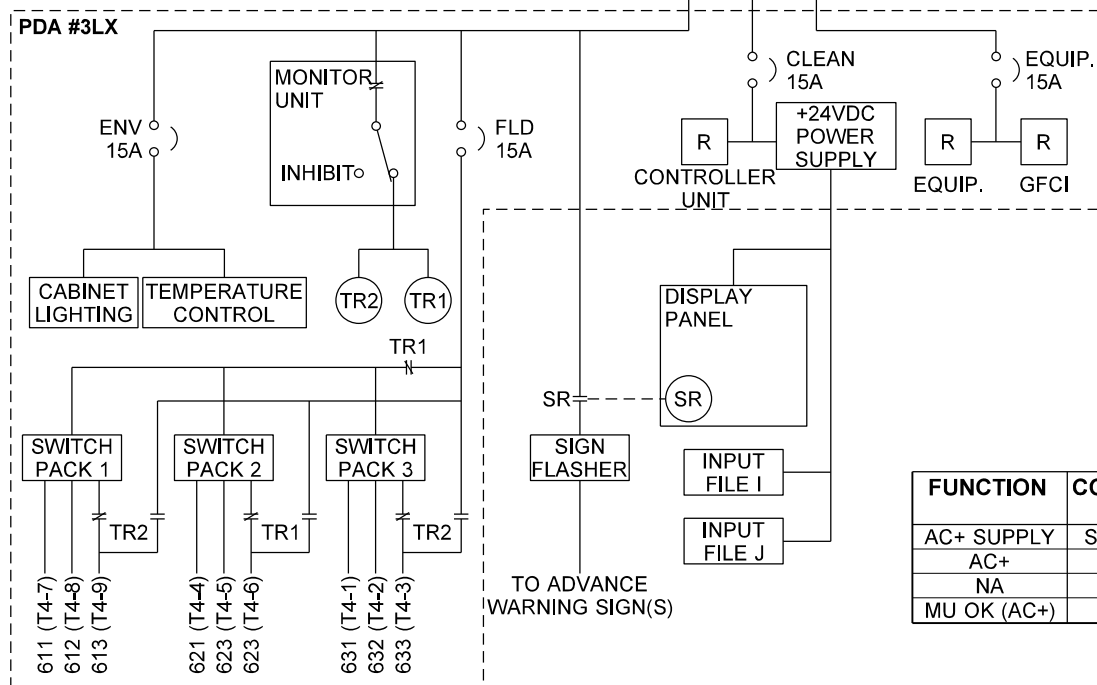 PDA #3LX
MONITOR
UNIT
ENV
15A
INHIBIT
FLD
15A
CLEAN
15A
EQUIP.
15A
R
+24VDC
POWER
SUPPLY
R
R
CONTROLLER
UNIT
EQUIP.
GFCI
CABINET
LIGHTING
TEMPERATURE
CONTROL
TR2
TR1
DISPLAY
PANEL
TR1
SR
SR
SWITCH
PACK 1
SWITCH
PACK 2
SWITCH
PACK 3
SIGN
FLASHER
INPUT
FILE I
INPUT
FILE J
TR2
TR1
TR2
611 (T4-7)
612 (T4-8)
613 (T4-9)
621 (T4-4)
623 (T4-5)
623 (T4-6)
631 (T4-1)
632 (T4-2)
633 (T4-3)
TO ADVANCE
WARNING SIGN(S)
FUNCTION CO
AC+ SUPPLY S
AC+
NA
MU OK (AC+)